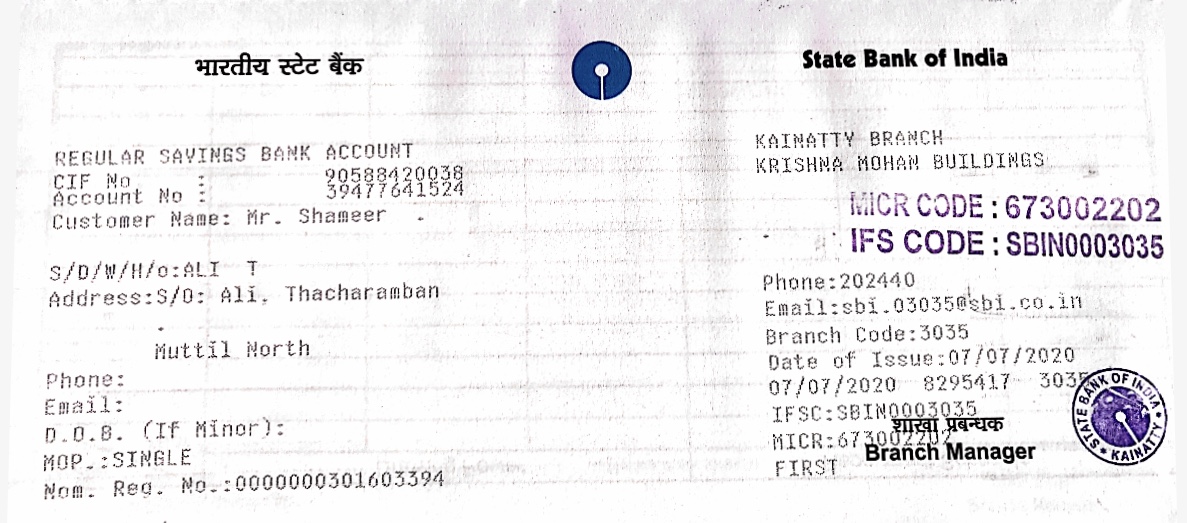 भारतीय स्टेट बैंक
State Bank of India
REGULAR SAVINGS BANK ACCOUNT
CIF No : 90588420038
Account No : 39477641524
Customer Name: Mr. Shameer .
S/D/W/H/o:ALI T
Address:S/O: Ali, Thacharamban
Muttil North
Phone:
Email:
D.O.B. (If Minor):
MOP.:SINGLE
Nom. Reg. No.:0000000301603394
KAINATTY BRANCH
KRISHNA MOHAN BUILDINGS
MICR CODE : 673002202
IFS CODE : SBIN0003035
Phone:202440
Email:sbi.03035@sbi.co.in
Branch Code:3035
Date of Issue:07/07/2020
07/07/2020 8295417 3035
IFSC:SBIN0003035
शाखा प्रबन्धक
MICR:673002202
Branch Manager
FIRST
STATE BANK OF INDIA
KAINATTY